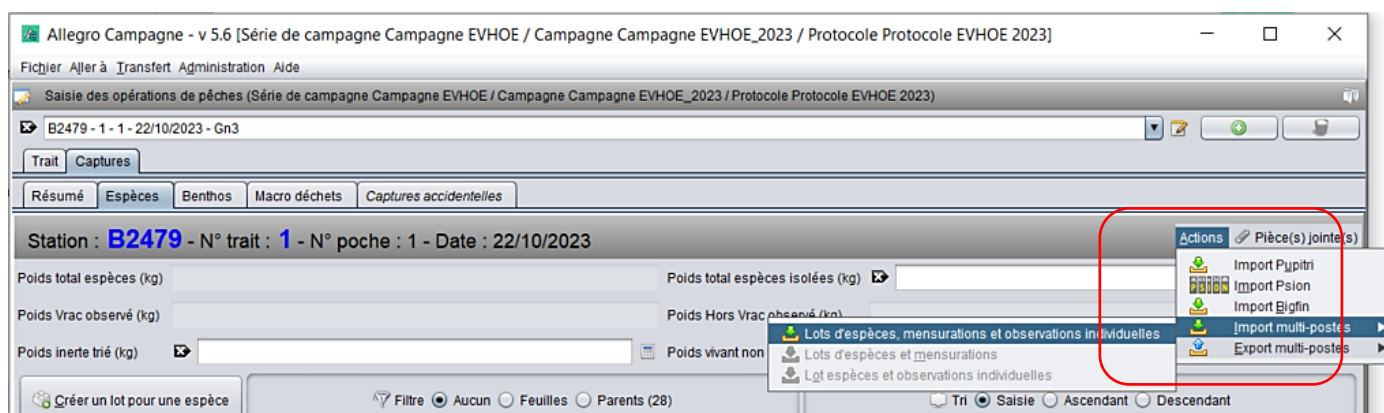 Allegro Campagne - v 5.6 [Série de campagne Campagne EVHOE / Campagne Campagne EVHOE_2023 / Protocole Protocole EVHOE 2023]
Fichier Aller à Transfert Administration Aide
Saisie des opérations de pêches (Série de campagne Campagne EVHOE / Campagne Campagne EVHOE_2023 / Protocole Protocole EVHOE 2023)
B2479 - 1 - 1 - 22/10/2023 - Gn3
Trait Captures
Résumé Espèces Benthos Macro déchets Captures accidentelles
Station : B2479 - N° trait : 1 - N° poche : 1 - Date : 22/10/2023
Actions Pièce(s) jointe(s)
Import Pupitri
Poids total espèces (kg) Poids total espèces isolées (kg)
PSION Import Psion
Import Bigfin
Poids Vrac observé (kg) Poids Hors Vrac observé (kg)
Import multi-postes
Lots d'espèces, mensurations et observations individuelles
Export multi-postes
Poids inerte trié (kg) Poids vivant non
Lots d'espèces et mensurations
Lot espèces et observations individuelles
Créer un lot pour une espèce Filtre Aucun Feuilles Parents (28) Tri Saisie Ascendant Descendant